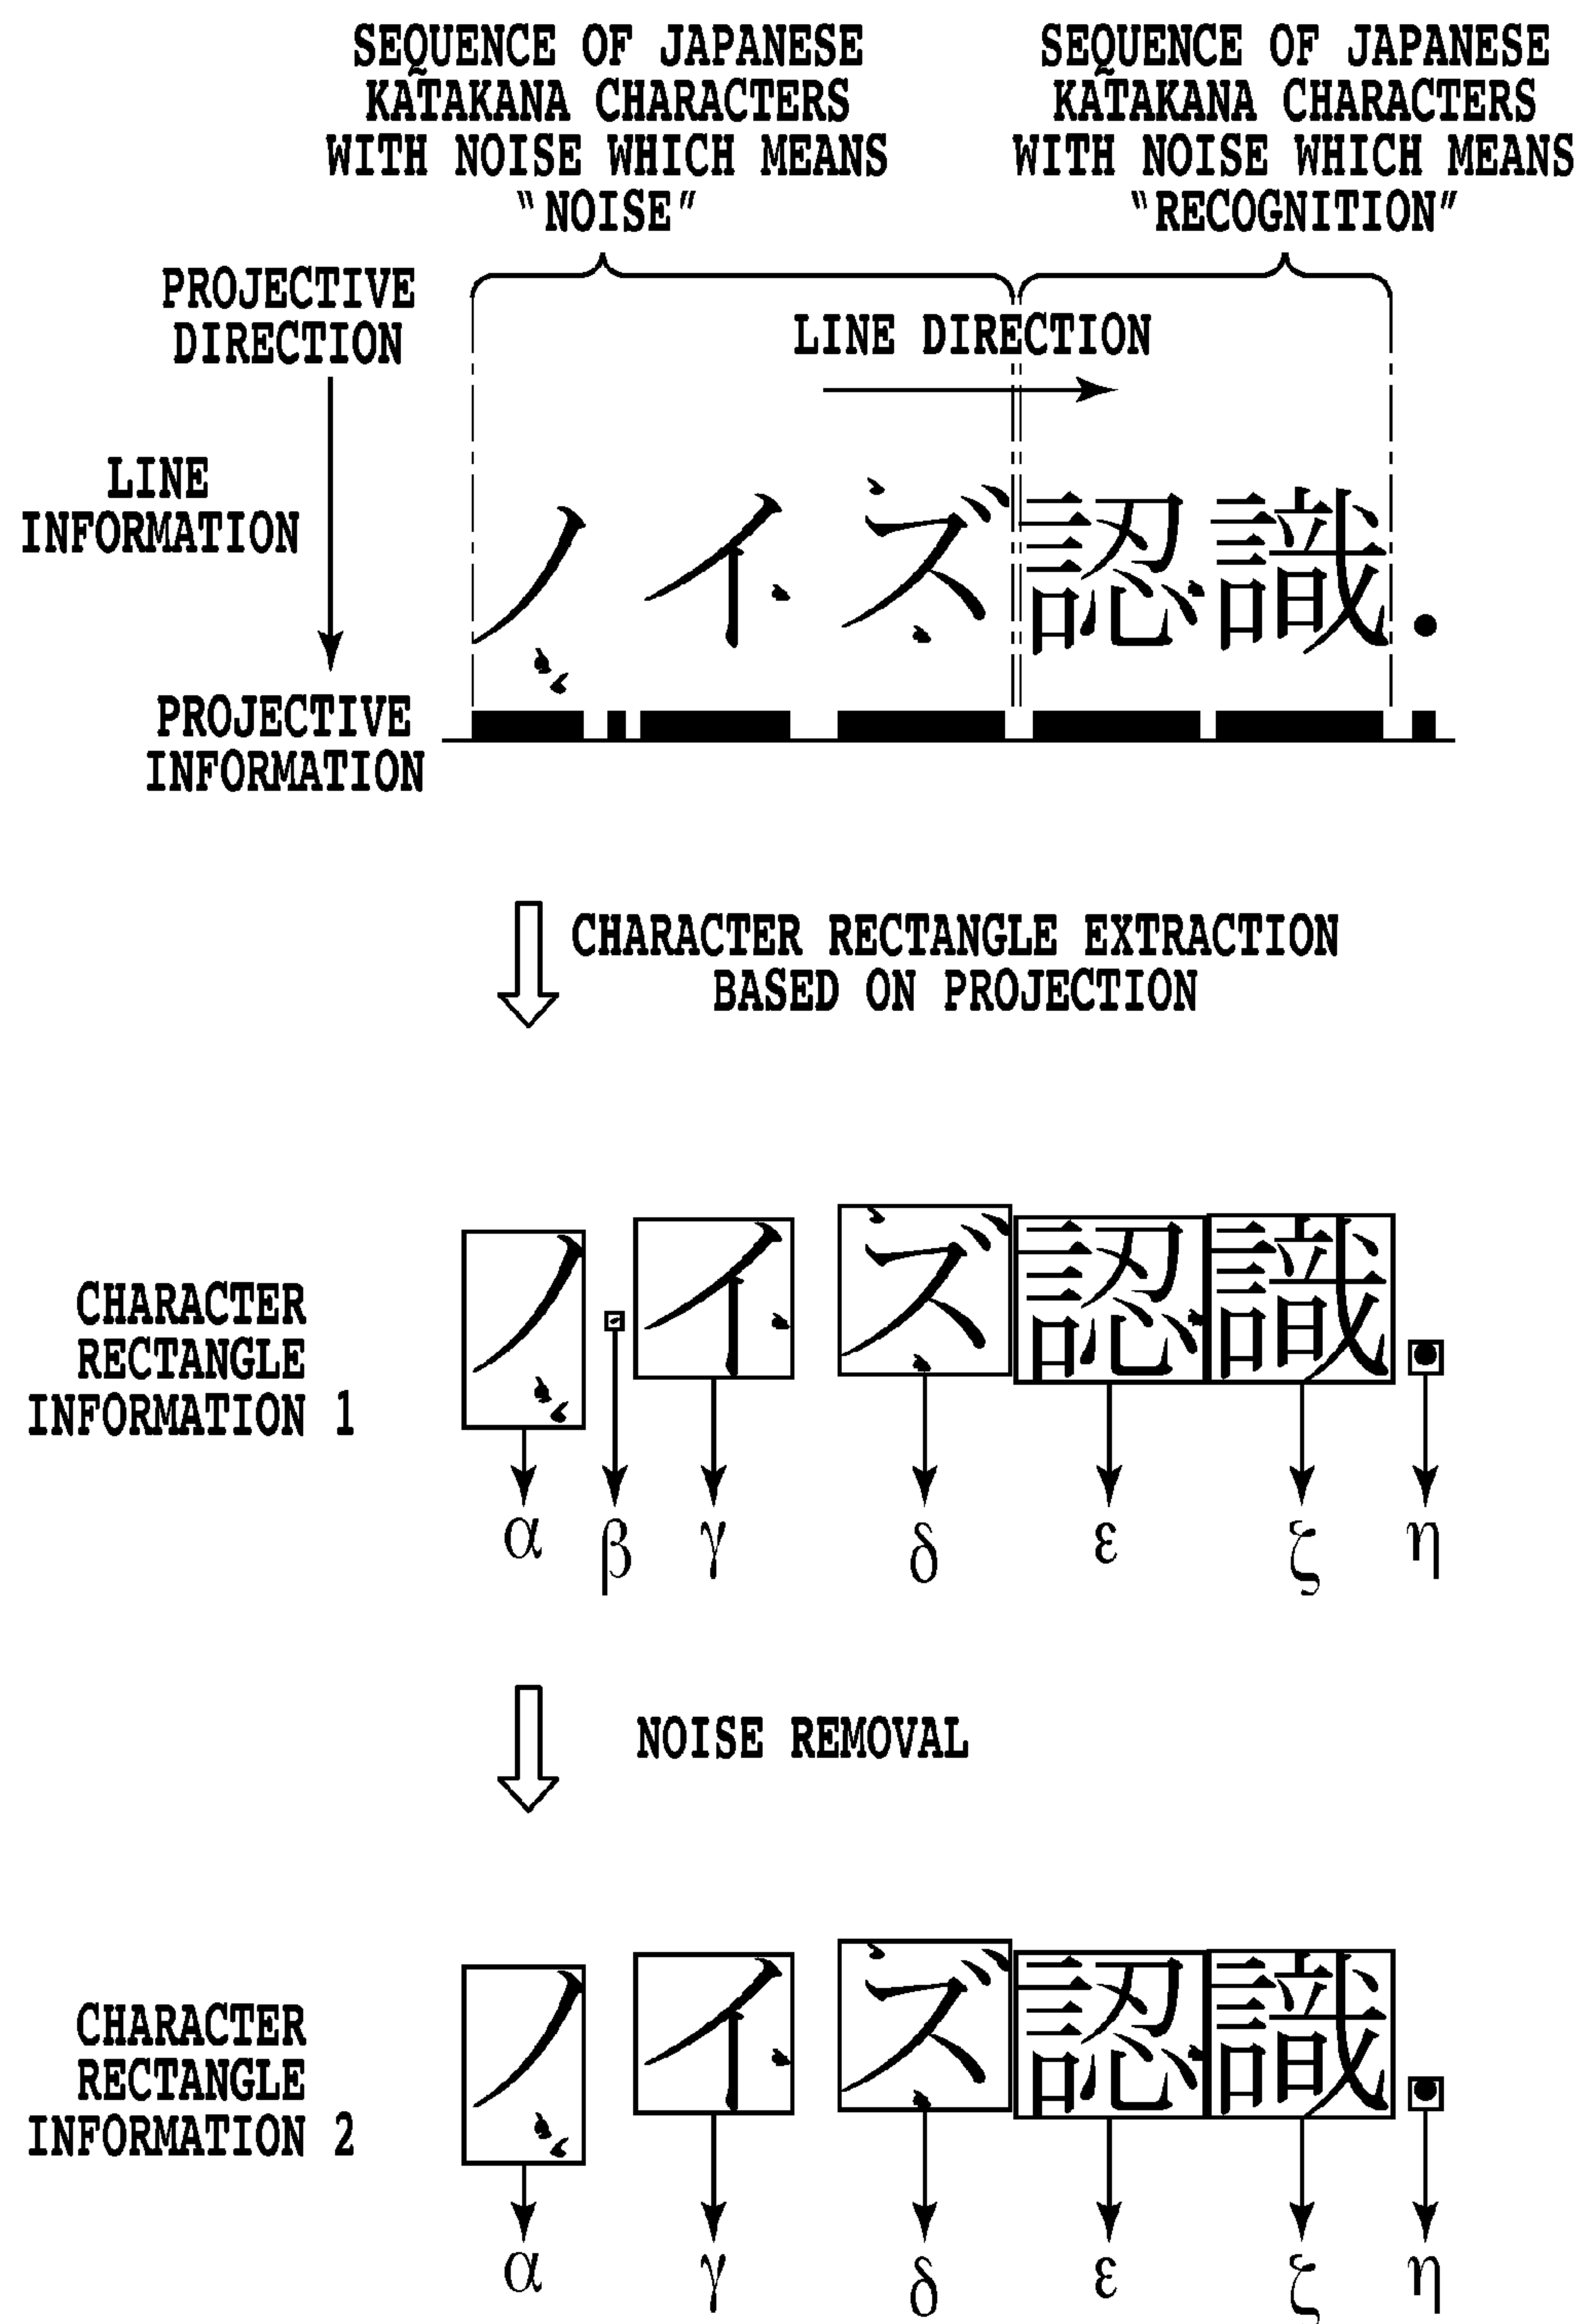 SEQUENCE OF JAPANESE
KATAKANA CHARACTERS
WITH NOISE WHICH MEANS
"NOISE"
SEQUENCE OF JAPANESE
KATAKANA CHARACTERS
WITH NOISE WHICH MEANS
"RECOGNITION"
PROJECTIVE
DIRECTION
LINE DIRECTION
LINE
INFORMATION
ノイズ認識.
PROJECTIVE
INFORMATION
CHARACTER RECTANGLE EXTRACTION
BASED ON PROJECTION
CHARACTER
RECTANGLE
INFORMATION 1
ノ イ ズ 認 識 .
α β γ δ ε ζ η
NOISE REMOVAL
CHARACTER
RECTANGLE
INFORMATION 2
ノ イ ズ 認 識 .
α γ δ ε ζ η